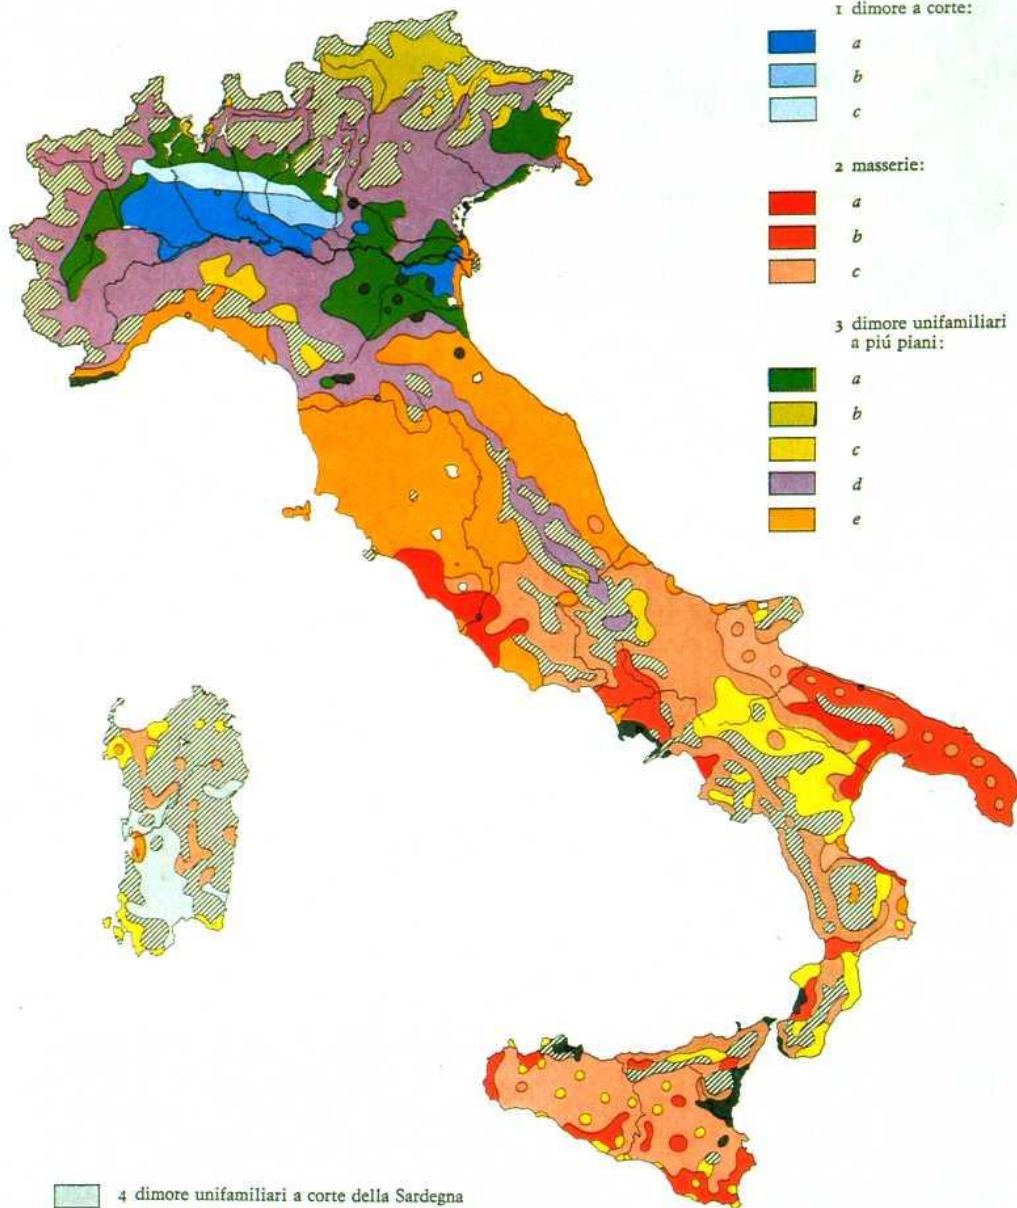 1 dimore a corte:
a
b
c
2 masserie:
a
b
c
3 dimore unifamiliari
a piú piani:
a
b
c
d
e
4 dimore unifamiliari a corte della Sardegna